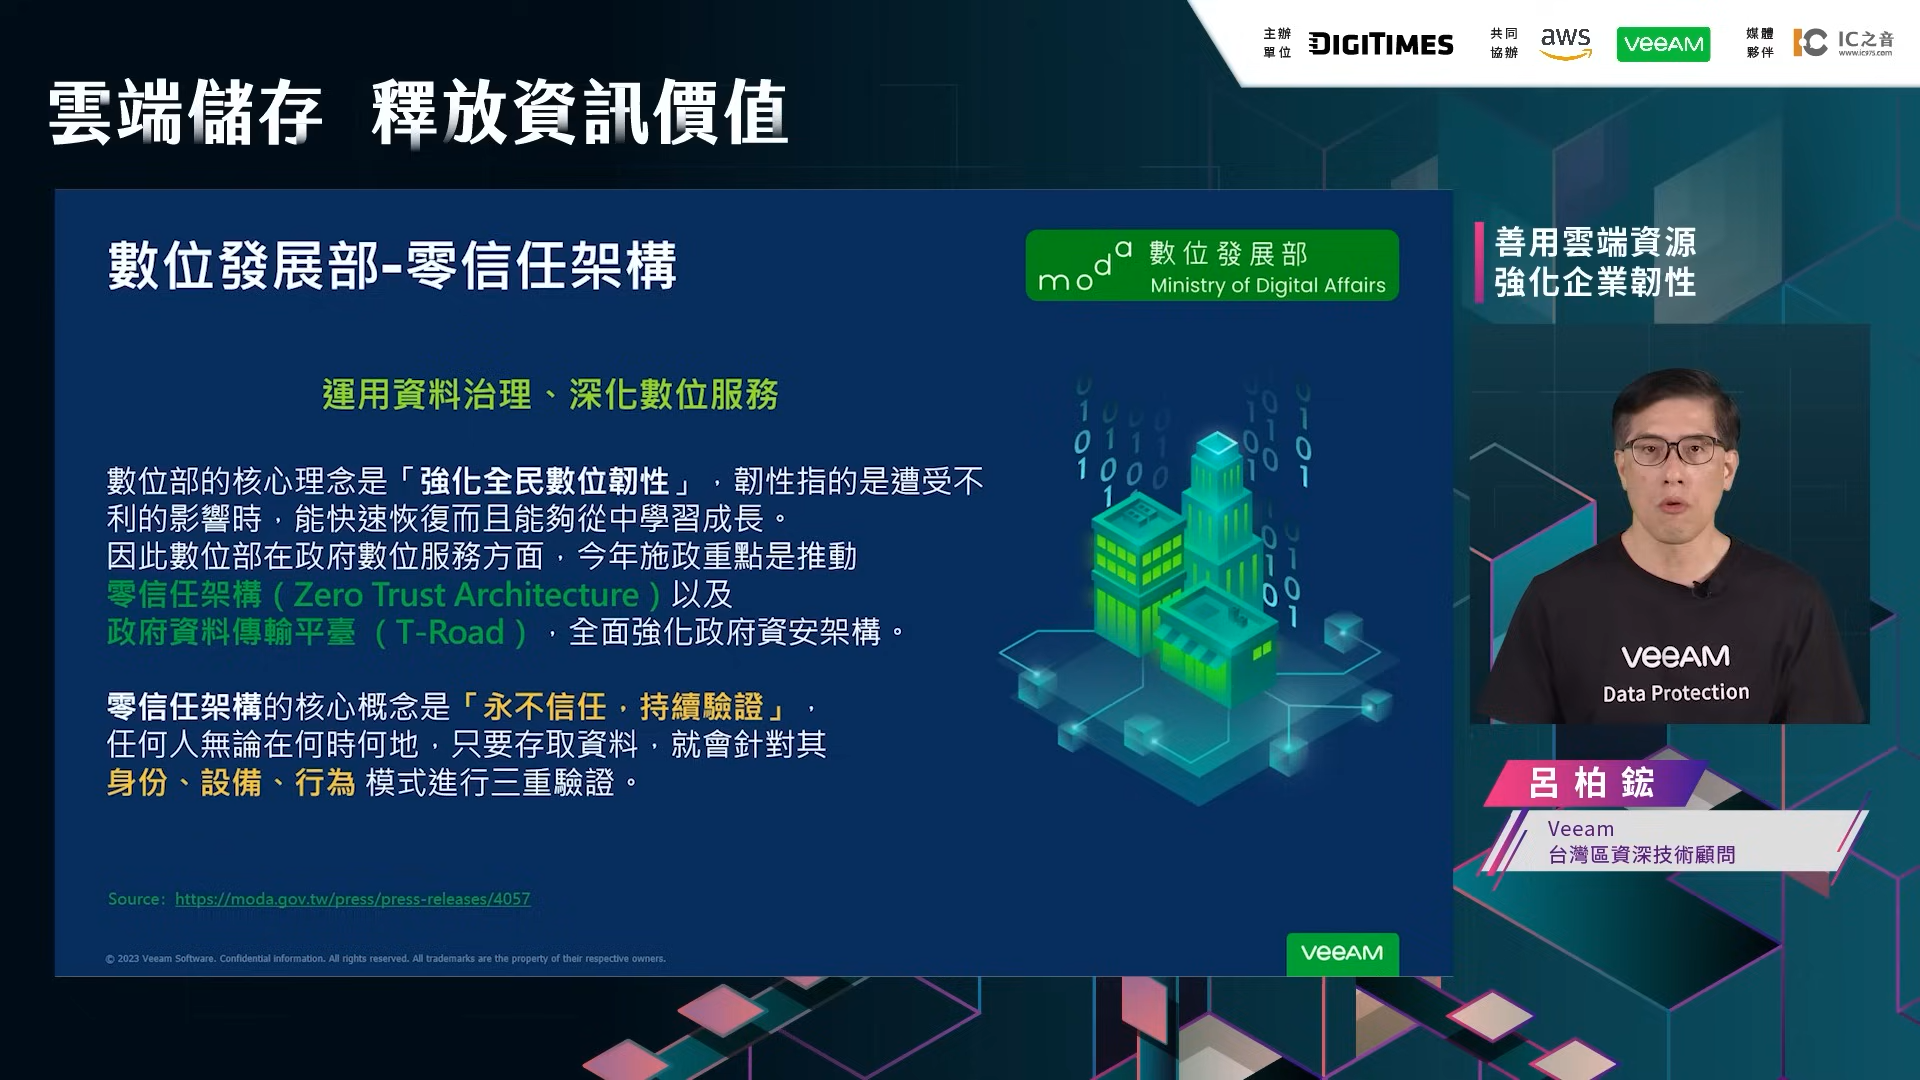 主辦單位 DIGITIMES 共同協辦 aws veeAM 媒體夥伴 IC之音
www.ic975.com
雲端儲存 釋放資訊價值
數位發展部-零信任架構
moda 數位發展部
Ministry of Digital Affairs
運用資料治理、深化數位服務
數位部的核心理念是「強化全民數位韌性」，韌性指的是遭受不
利的影響時，能快速恢復而且能夠從中學習成長。
因此數位部在政府數位服務方面，今年施政重點是推動
零信任架構（Zero Trust Architecture）以及
政府資料傳輸平臺（T-Road），全面強化政府資安架構。
零信任架構的核心概念是「永不信任，持續驗證」，
任何人無論在何時何地，只要存取資料，就會針對其
身份、設備、行為 模式進行三重驗證。
Source: https://moda.gov.tw/press/press-releases/4057
© 2023 Veeam Software. Confidential information. All rights reserved. All trademarks are the property of their respective owners.
veeAM
善用雲端資源
強化企業韌性
veeAM
Data Protection
呂柏鋐
Veeam
台灣區資深技術顧問